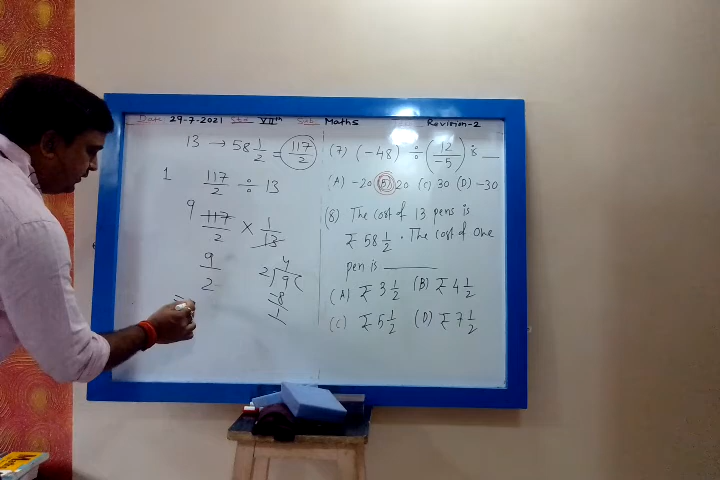 Date 29-7-2021 Std VIIth Sub Maths Revision-2
13 → 58 1/2 = 117/2
1 117/2 ÷ 13
9 117/2 × 1/13
9/2
4
2) 9 (
-8
1
=
(7) (-48) ÷ (12/-5) is ___
(A) -20 (B) 20 (C) 30 (D) -30
(8) The cost of 13 pens is
₹ 58 1/2 . The cost of one
pen is ______
(A) ₹ 3 1/2 (B) ₹ 4 1/2
(C) ₹ 5 1/2 (D) ₹ 7 1/2